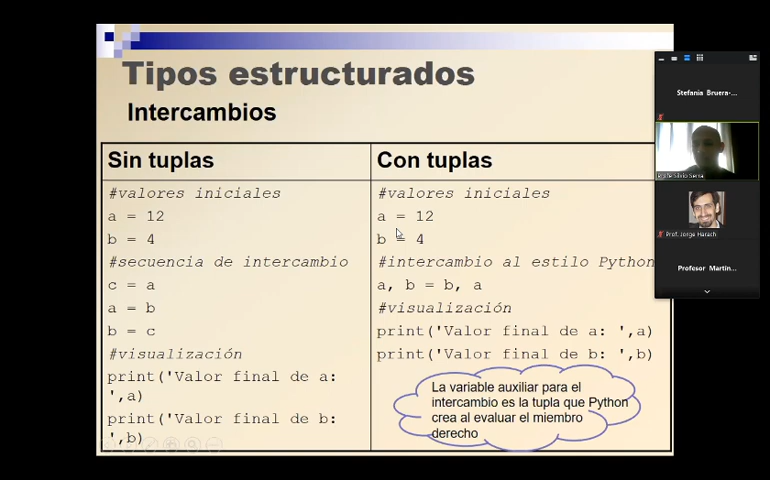 Tipos estructurados
Intercambios
Sin tuplas
#valores iniciales
a = 12
b = 4
#secuencia de intercambio
c = a
a = b
b = c
#visualización
print('Valor final de a:
',a)
print('Valor final de b:
',b)
Con tuplas
#valores iniciales
a = 12
b = 4
#intercambio al estilo Python
a, b = b, a
#visualización
print('Valor final de a: ',a)
print('Valor final de b: ',b)
La variable auxiliar para el
intercambio es la tupla que Python
crea al evaluar el miembro
derecho
Stefania Bruera-...
Silvio Serra
Prof. Jorge Harach
Profesor Martín...